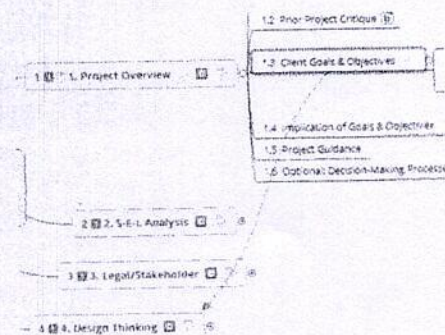 1.2 Prior Project Critique
1.3 Client Goals & Objectives
1 1. Project Overview
1.4 Implication of Goals & Objectives
1.5 Project Guidance
1.6 Optional: Decision-Making Processes
2 2. S-E-L Analysis
3 3. Legal/Stakeholder
4 4. Design Thinking